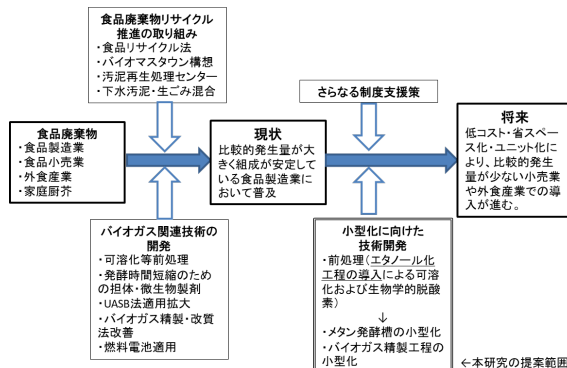 食品廃棄物リサイクル
推進の取り組み
・食品リサイクル法
・バイオマスタウン構想
・汚泥再生処理センター
・下水汚泥・生ごみ混合
さらなる制度支援策
食品廃棄物
・食品製造業
・食品小売業
・外食産業
・家庭厨芥
現状
比較的発生量が大
きく組成が安定して
いる食品製造業に
おいて普及
将来
低コスト・省スペー
ス化・ユニット化に
より、比較的発生
量が少ない小売業
や外食産業での導
入が進む。
バイオガス関連技術の
開発
・可溶化等前処理
・発酵時間短縮のため
の担体・微生物製剤
・UASB法適用拡大
・バイオガス精製・改質
法改善
・燃料電池適用
小型化に向けた
技術開発
・前処理（エタノール化
工程の導入による可溶
化および生物学的脱酸
素）
↓
・メタン発酵槽の小型化
・バイオガス精製工程の
小型化
←本研究の提案範囲